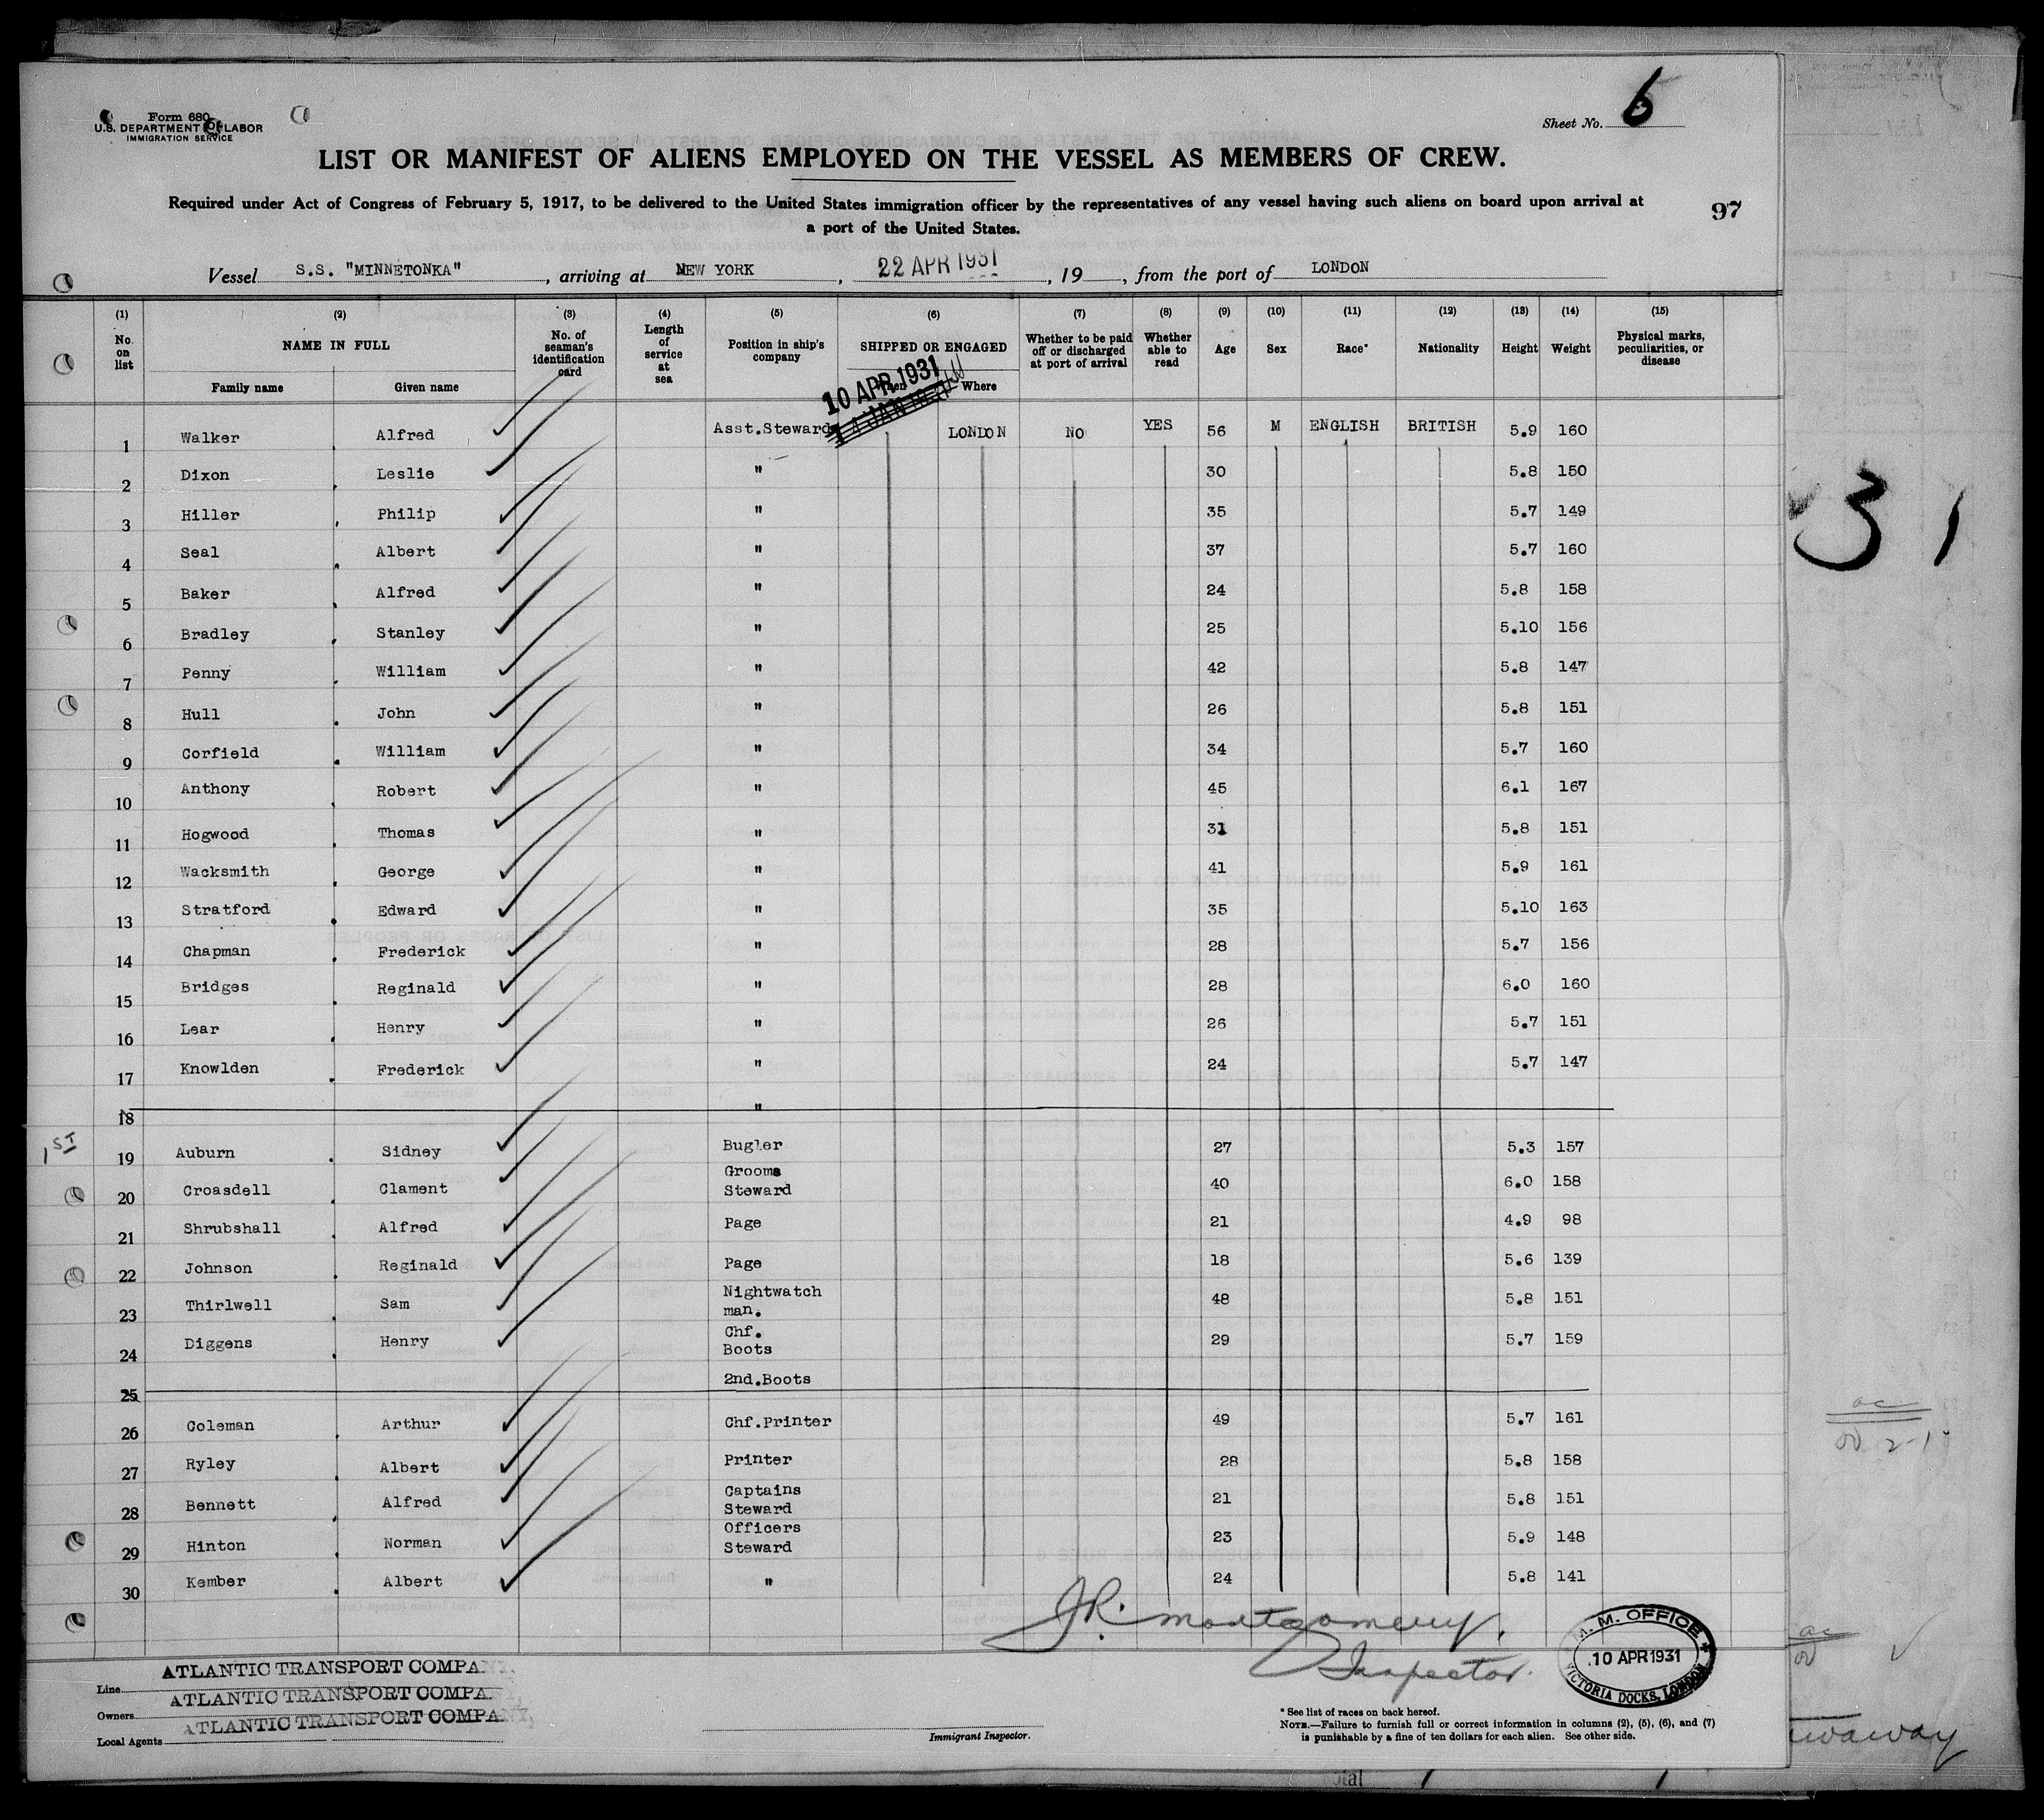 Form 680
U.S. DEPARTMENT OF LABOR
IMMIGRATION SERVICE
Sheet No. 6
LIST OR MANIFEST OF ALIENS EMPLOYED ON THE VESSEL AS MEMBERS OF CREW.
Required under Act of Congress of February 5, 1917, to be delivered to the United States immigration officer by the representatives of any vessel having such aliens on board upon arrival at
a port of the United States.
97
Vessel S.S. "MINNETONKA", arriving at NEW YORK, 22 APR 1931, 19, from the port of LONDON
(1) (2) (3) (4) (5) (6) (7) (8) (9) (10) (11) (12) (13) (14) (15)
No. on list NAME IN FULL Family name Given name No. of seaman's identification card Length of service at sea Position in ship's company SHIPPED OR ENGAGED When Where Whether to be paid off or discharged at port of arrival Whether able to read Age Sex Race* Nationality Height Weight Physical marks, peculiarities, or disease
10 APR 1931
1 Walker Alfred Asst.Steward LONDON NO YES 56 M ENGLISH BRITISH 5.9 160
2 Dixon Leslie " 30 5.8 150
3 Hiller Philip " 35 5.7 149
4 Seal Albert " 37 5.7 160
5 Baker Alfred " 24 5.8 158
6 Bradley Stanley " 25 5.10 156
7 Penny William " 42 5.8 147
8 Hull John " 26 5.8 151
9 Corfield William " 34 5.7 160
10 Anthony Robert " 45 6.1 167
11 Hogwood Thomas " 31 5.8 151
12 Wacksmith George " 41 5.9 161
13 Stratford Edward " 35 5.10 163
14 Chapman Frederick " 28 5.7 156
15 Bridges Reginald " 28 6.0 160
16 Lear Henry " 26 5.7 151
17 Knowlden Frederick " 24 5.7 147
18 "
1ST
19 Auburn Sidney Bugler 27 5.3 157
20 Croasdell Clament Grooms Steward 40 6.0 158
21 Shrubshall Alfred Page 21 4.9 98
22 Johnson Reginald Page 18 5.6 139
23 Thirlwell Sam Nightwatch man. 48 5.8 151
24 Diggens Henry Chf. Boots 29 5.7 159
25 2nd.Boots
26 Coleman Arthur Chf.Printer 49 5.7 161
27 Ryley Albert Printer 28 5.8 158
28 Bennett Alfred Captains Steward 21 5.8 151
29 Hinton Norman Officers Steward 23 5.9 148
30 Kember Albert " 24 5.8 141
J.R. Montgomery.
Inspector.
M. M. OFFICE
10 APR 1931
VICTORIA DOCKS, LONDON
Line ATLANTIC TRANSPORT COMPANY,
Owners ATLANTIC TRANSPORT COMPANY,
Local Agents ATLANTIC TRANSPORT COMPANY,
Immigrant Inspector.
* See list of races on back hereof.
NOTE.—Failure to furnish full or correct information in columns (2), (5), (6), and (7)
is punishable by a fine of ten dollars for each alien. See other side.
31
Total 1 1